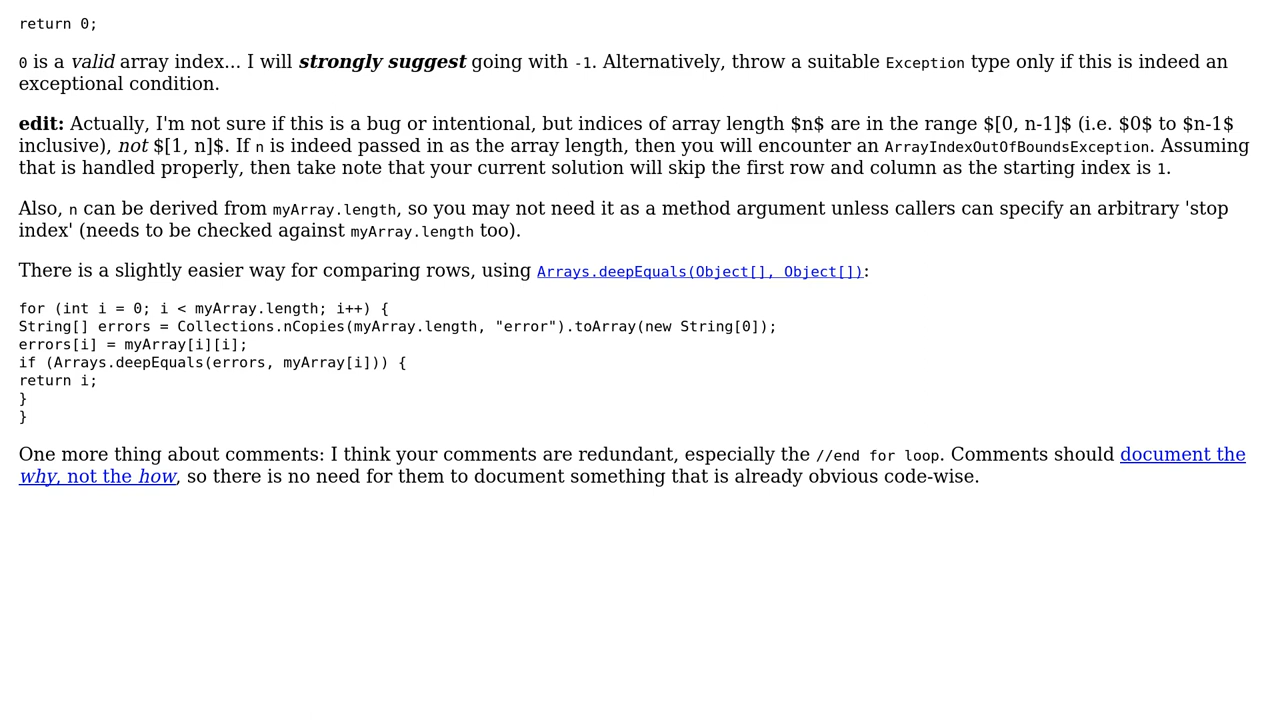 return 0;
0 is a valid array index... I will strongly suggest going with -1. Alternatively, throw a suitable Exception type only if this is indeed an
exceptional condition.
edit: Actually, I'm not sure if this is a bug or intentional, but indices of array length $n$ are in the range $[0, n-1]$ (i.e. $0$ to $n-1$
inclusive), not $[1, n]$. If n is indeed passed in as the array length, then you will encounter an ArrayIndexOutOfBoundsException. Assuming
that is handled properly, then take note that your current solution will skip the first row and column as the starting index is 1.
Also, n can be derived from myArray.length, so you may not need it as a method argument unless callers can specify an arbitrary 'stop
index' (needs to be checked against myArray.length too).
There is a slightly easier way for comparing rows, using Arrays.deepEquals(Object[], Object[]):
for (int i = 0; i < myArray.length; i++) {
String[] errors = Collections.nCopies(myArray.length, "error").toArray(new String[0]);
errors[i] = myArray[i][i];
if (Arrays.deepEquals(errors, myArray[i])) {
return i;
}
}
One more thing about comments: I think your comments are redundant, especially the //end for loop. Comments should document the
why, not the how, so there is no need for them to document something that is already obvious code-wise.